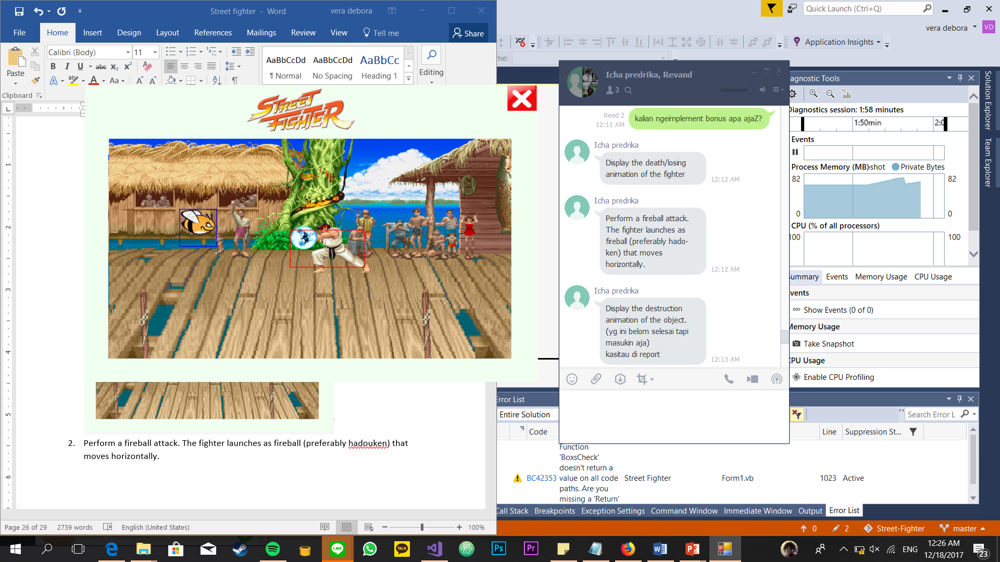 Street fighter - Word
vera debora
File
Home
Insert
Design
Layout
References
Mailings
Review
View
Tell me
Share
Paste
Clipboard
Calibri (Body)
11
AaBbCcDd
AaBbCcDd
AaBbCc
¶ Normal
No Spacing
Heading 1
Editing
STREET
FIGHTER
2. Perform a fireball attack. The fighter launches as fireball (preferably hadouken) that
moves horizontally.
Page 26 of 29
2739 words
English (United States)
100%
Quick Launch (Ctrl+Q)
vera debora
VD
Application Insights
me:
Icha predrika, Revand
3
Read 2
12:11 AM
kalian ngeimplement bonus apa ajaZ?
Icha predrika
Display the death/losing
animation of the fighter
12:12 AM
Icha predrika
Perform a fireball attack.
The fighter launches as
fireball (preferably hado-
ken) that moves
horizontally.
12:12 AM
Icha predrika
Display the destruction
animation of the object.
(yg ini belom selesai tapi
masukin aja)
kasitau di report
12:13 AM
agnostic Tools
Diagnostics session: 1:58 minutes
1:50min
2:0
Events
Process Memory (MB)
shot
Private Bytes
82
82
0
0
CPU (% of all processors)
100
100
Summary
Events
Memory Usage
CPU Usage
vents
Show Events (0 of 0)
Memory Usage
Take Snapshot
CPU Usage
Enable CPU Profiling
Solution Explorer
Team Explorer
Error List
Entire Solution
Search Error L
Code
Line
Suppression St...
BC42353
Function
'BoxsCheck'
doesn't return a
value on all code
paths. Are you
missing a 'Return'
Street Fighter
Form1.vb
1023
Active
Call Stack
Breakpoints
Exception Settings
Command Window
Immediate Window
Output
Error List
0
2
Street-Fighter
master
LINE
TALK
Ps
Pr
ENG
12:26 AM
12/18/2017
23